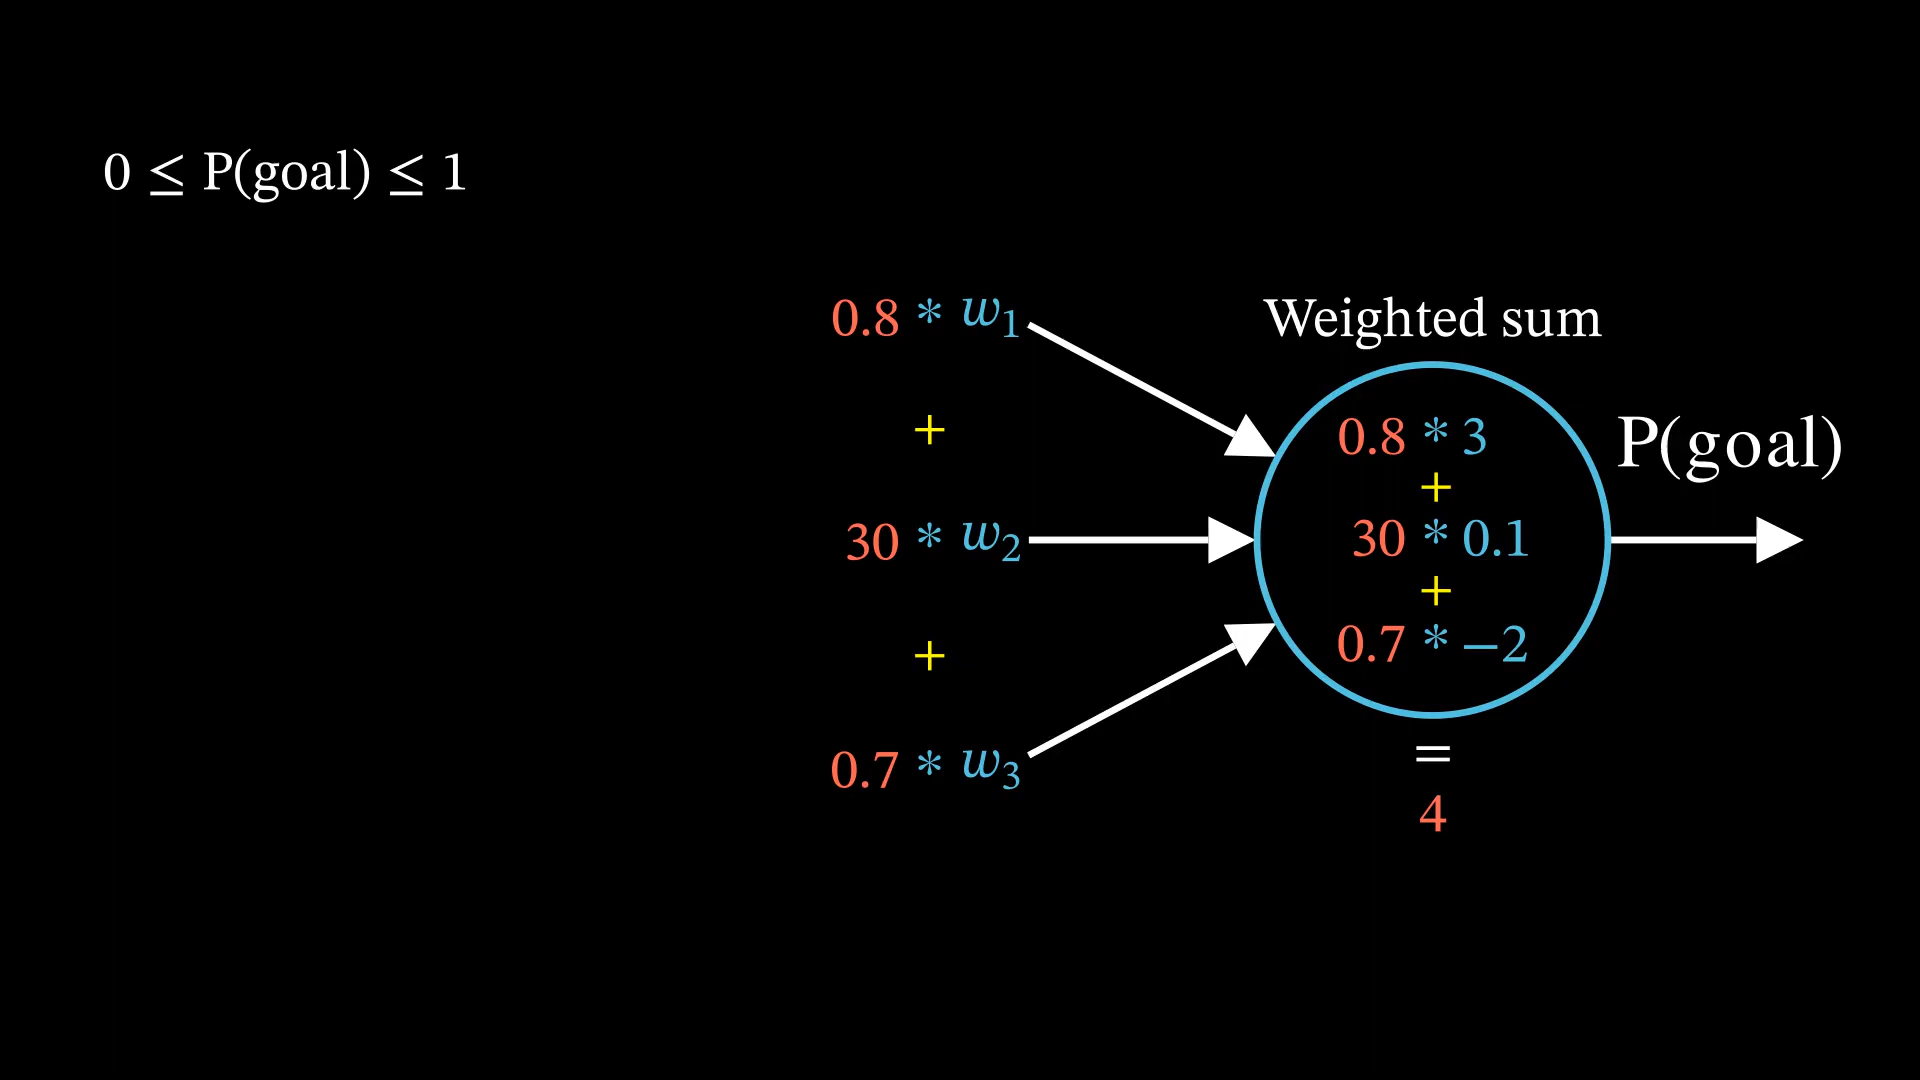 0 ≤ P(goal) ≤ 1
0.8 * w₁
+
30 * w₂
+
0.7 * w₃
Weighted sum
0.8 * 3
+
30 * 0.1
+
0.7 * −2
=
4
P(goal)